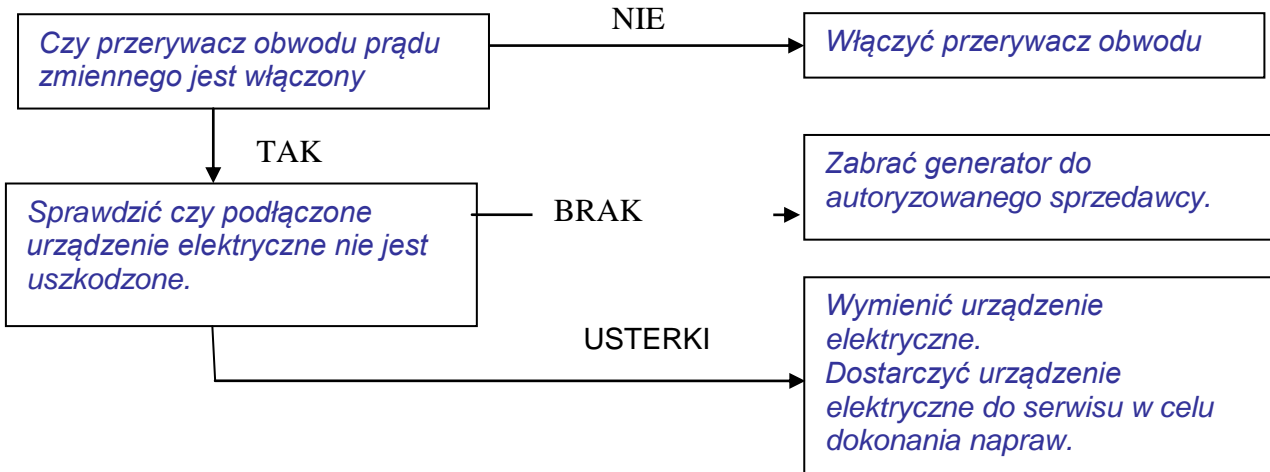 Czy przerywacz obwodu prądu
zmiennego jest włączony
NIE
Włączyć przerywacz obwodu
TAK
Sprawdzić czy podłączone
urządzenie elektryczne nie jest
uszkodzone.
BRAK
Zabrać generator do
autoryzowanego sprzedawcy.
USTERKI
Wymienić urządzenie
elektryczne.
Dostarczyć urządzenie
elektryczne do serwisu w celu
dokonania napraw.